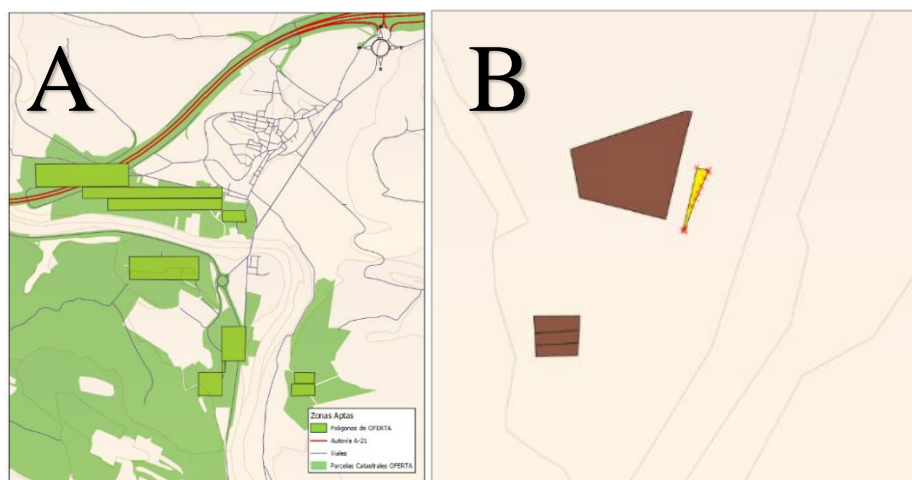 A
B
Zonas Aptas
Polígonos de OFERTA
Autovía A-21
Viales
Parcelas Catastrales OFERTA